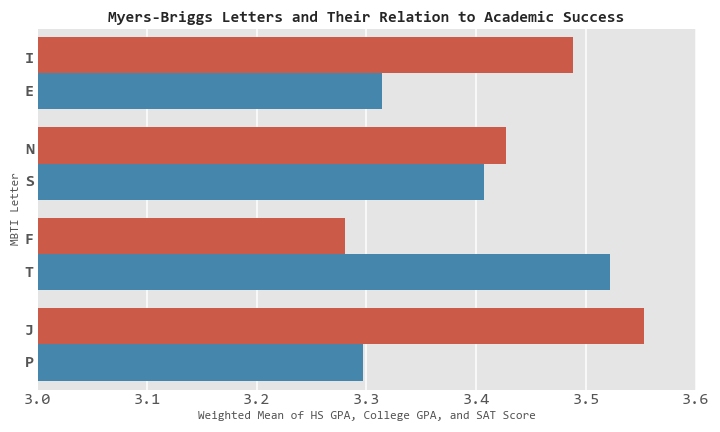 Myers-Briggs Letters and Their Relation to Academic Success
I
E
N
S
F
T
J
P
MBTI Letter
3.0 3.1 3.2 3.3 3.4 3.5 3.6
Weighted Mean of HS GPA, College GPA, and SAT Score